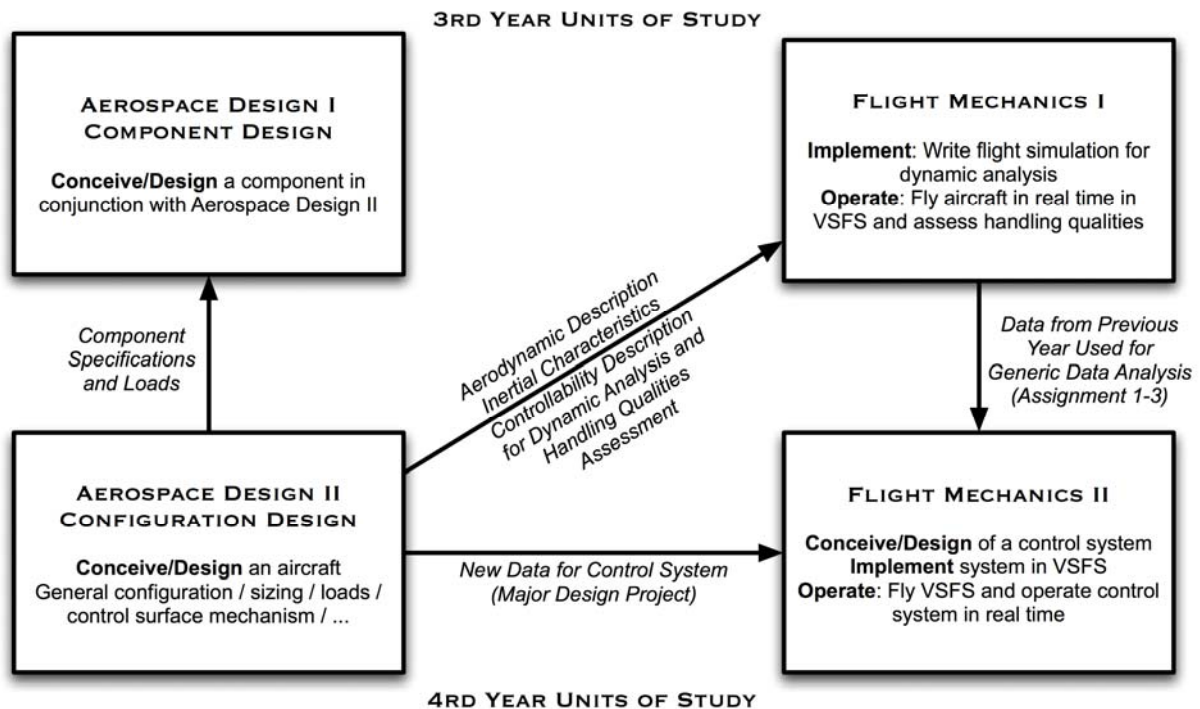 3RD YEAR UNITS OF STUDY
AEROSPACE DESIGN I
COMPONENT DESIGN
Conceive/Design a component in
conjunction with Aerospace Design II
FLIGHT MECHANICS I
Implement: Write flight simulation for
dynamic analysis
Operate: Fly aircraft in real time in
VSFS and assess handling qualities
Component
Specifications
and Loads
Aerodynamic Description
Inertial Characteristics
Controllability Description
for Dynamic Analysis and
Handling Qualities
Assessment
Data from Previous
Year Used for
Generic Data Analysis
(Assignment 1-3)
AEROSPACE DESIGN II
CONFIGURATION DESIGN
Conceive/Design an aircraft
General configuration / sizing / loads /
control surface mechanism / ...
New Data for Control System
(Major Design Project)
FLIGHT MECHANICS II
Conceive/Design of a control system
Implement system in VSFS
Operate: Fly VSFS and operate control
system in real time
4RD YEAR UNITS OF STUDY